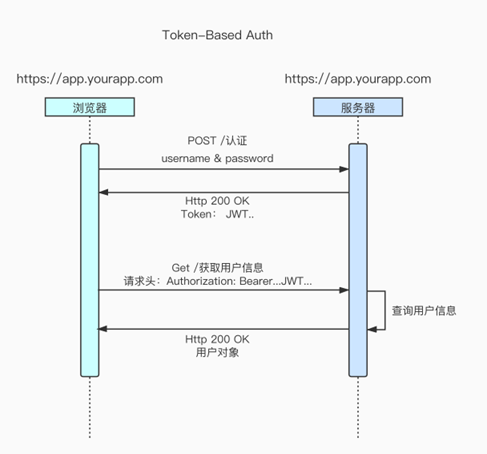 Token-Based Auth
https://app.yourapp.com
https://app.yourapp.com
浏览器
服务器
POST /认证
username & password
Http 200 OK
Token： JWT..
Get /获取用户信息
请求头：Authorization: Bearer...JWT...
查询用户信息
Http 200 OK
用户对象